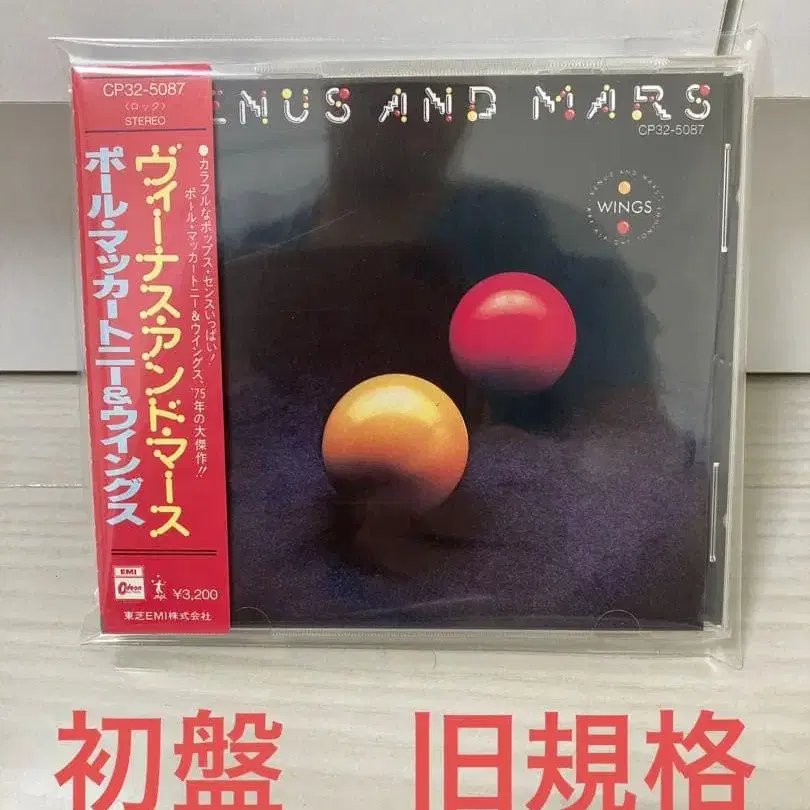 CP32-5087
〈ロック〉
STEREO
ヴィーナス・アンド・マース
ポール・マッカートニー&ウイングス
●カラフルなポップス・センスいっぱい!
ポール・マッカートニー&ウイングス、'75年の大傑作!!
EMI
Odeon
¥3,200
東芝EMI株式会社
ENUS AND MARS
CP32-5087
VENUS AND MARS
WINGS
初盤 旧規格